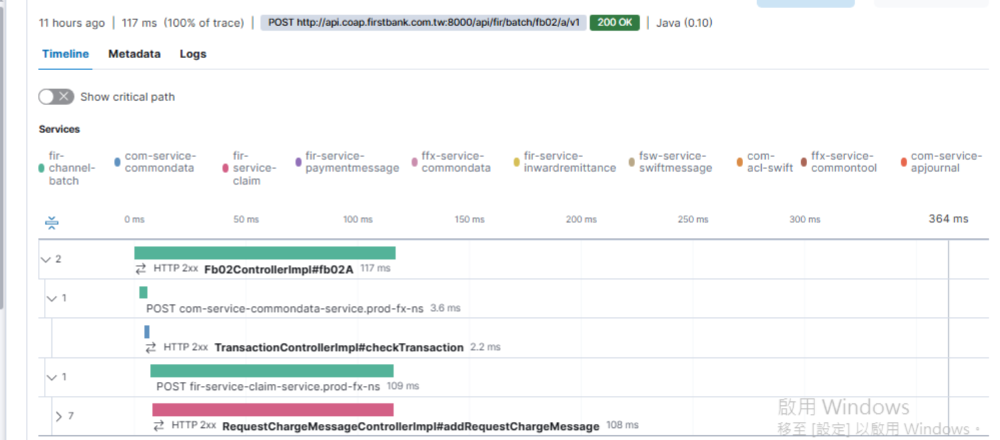 11 hours ago | 117 ms (100% of trace) | POST http://api.coap.firstbank.com.tw:8000/api/fir/batch/fb02/a/v1 200 OK | Java (0.10)
Timeline Metadata Logs
Show critical path
Services
fir-channel-batch
com-service-commondata
fir-service-claim
fir-service-paymentmessage
ffx-service-commondata
fir-service-inwardremittance
fsw-service-swiftmessage
com-acl-swift
ffx-service-commontool
com-service-apjournal
0 ms 50 ms 100 ms 150 ms 200 ms 250 ms 300 ms 364 ms
2
HTTP 2xx Fb02ControllerImpl#fb02A 117 ms
1
POST com-service-commondata-service.prod-fx-ns 3.6 ms
HTTP 2xx TransactionControllerImpl#checkTransaction 2.2 ms
1
POST fir-service-claim-service.prod-fx-ns 109 ms
7
HTTP 2xx RequestChargeMessageControllerImpl#addRequestChargeMessage 108 ms
啟用 Windows
移至 [設定] 以啟用 Windows。